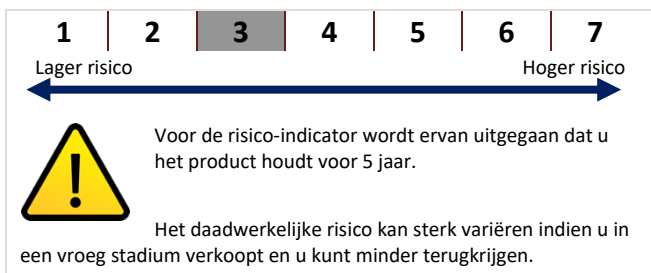 1 2 3 4 5 6 7
Lager risico Hoger risico
Voor de risico-indicator wordt ervan uitgegaan dat u
het product houdt voor 5 jaar.
Het daadwerkelijke risico kan sterk variëren indien u in
een vroeg stadium verkoopt en u kunt minder terugkrijgen.